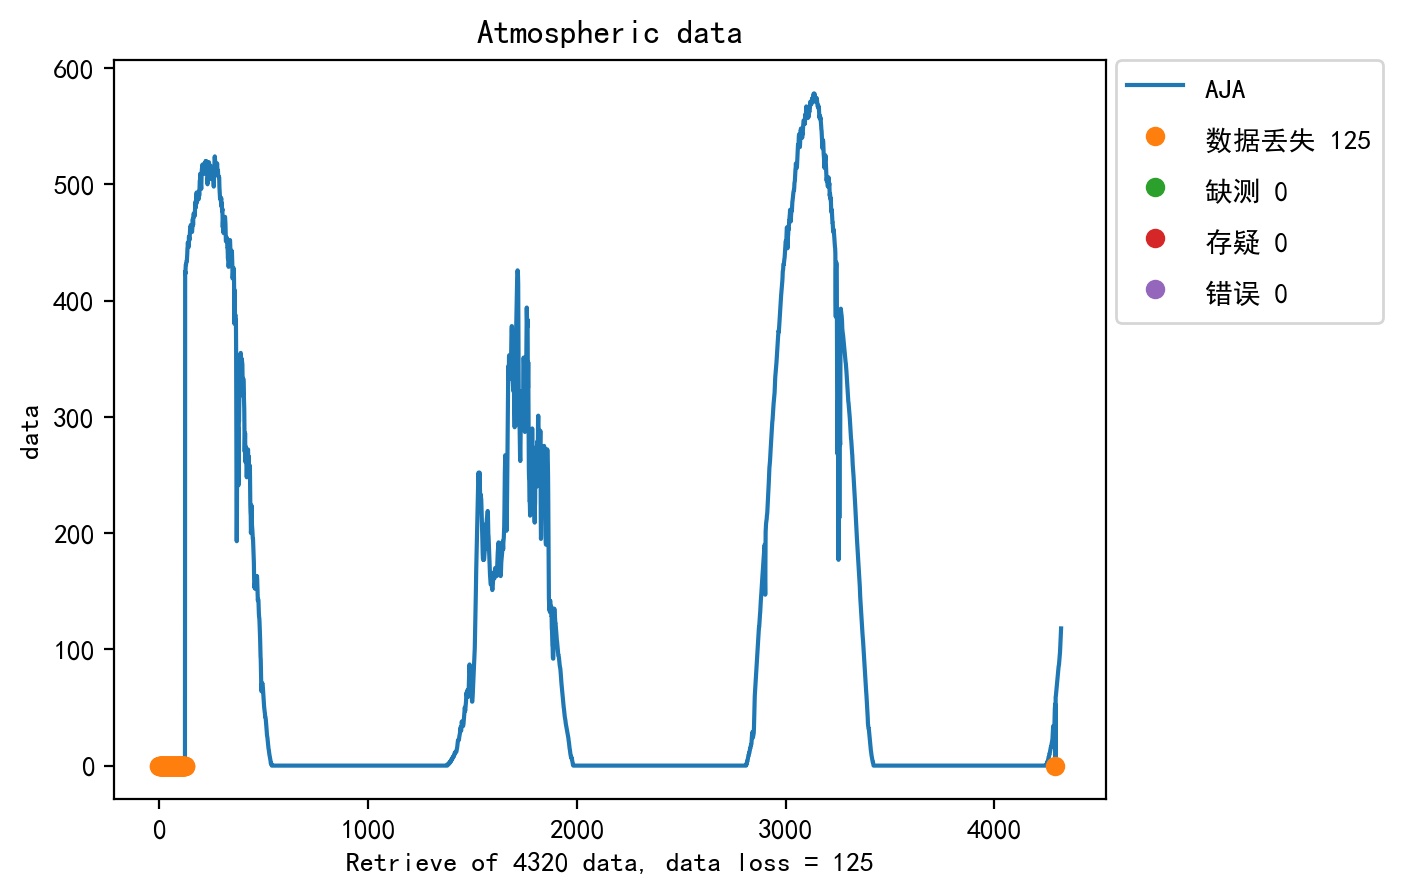 Atmospheric data
600
500
400
300
200
100
0
data
0
1000
2000
3000
4000
Retrieve of 4320 data, data loss = 125
AJA
数据丢失 125
缺测 0
存疑 0
错误 0